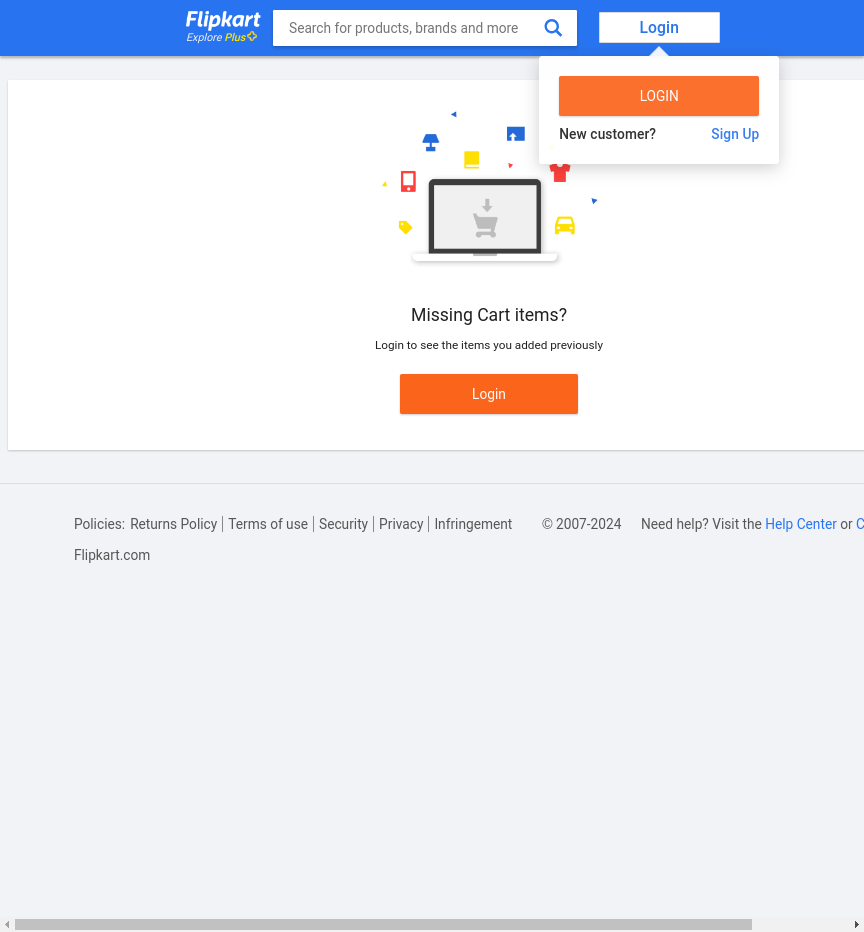 Flipkart
Explore Plus
Search for products, brands and more
Login
LOGIN
New customer? Sign Up
Missing Cart items?
Login to see the items you added previously
Login
Policies: Returns Policy Terms of use Security Privacy Infringement © 2007-2024 Need help? Visit the Help Center or
Flipkart.com